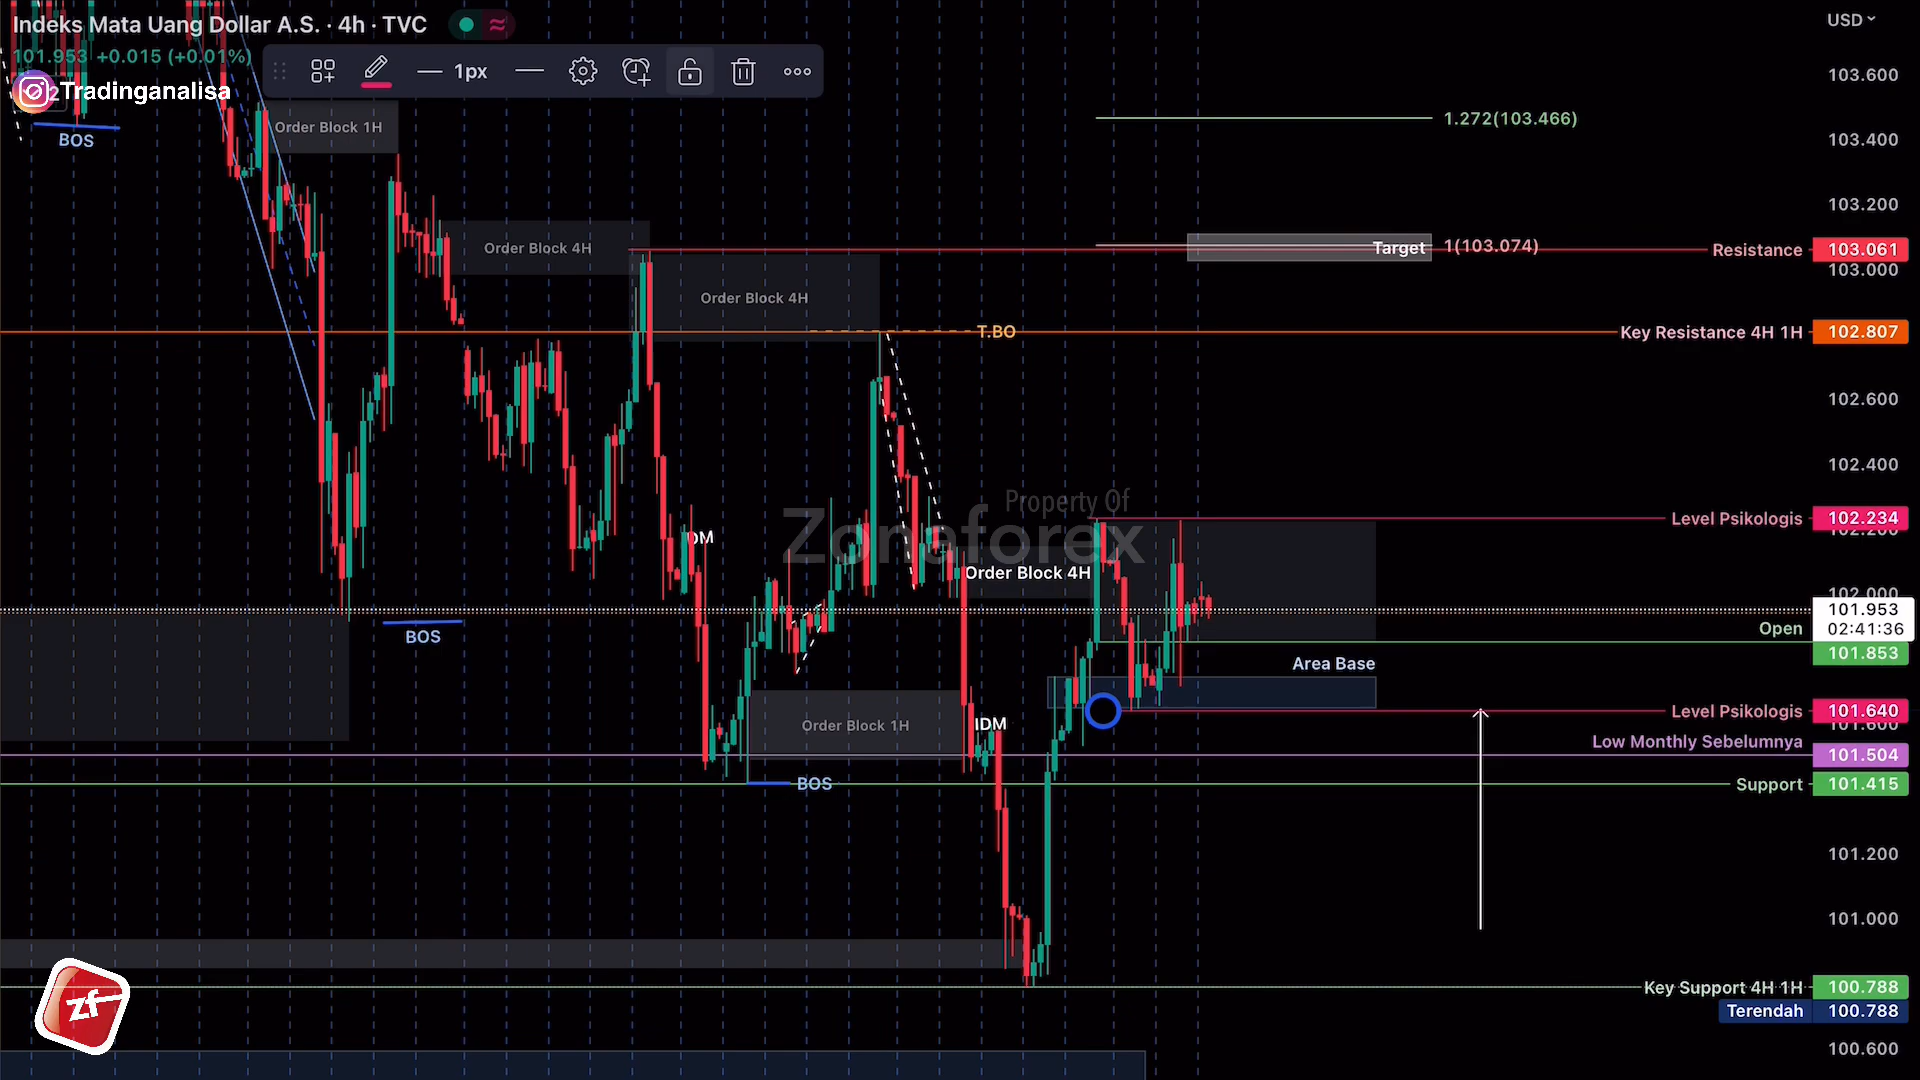 Indeks Mata Uang Dollar A.S. · 4h · TVC
USD
101.953 +0.015 (+0.01%)
1px
Tradinganalisa
103.600
1.272(103.466)
Order Block 1H
BOS
103.400
103.200
Order Block 4H
Target
1(103.074)
Resistance
103.061
103.000
Order Block 4H
T.BO
Key Resistance 4H 1H
102.807
102.600
102.400
Property Of
Zonaforex
Level Psikologis
102.234
102.200
Order Block 4H
102.000
101.953
BOS
Open
02:41:36
101.853
Area Base
Level Psikologis
101.640
101.600
Order Block 1H
IDM
Low Monthly Sebelumnya
101.504
BOS
Support
101.415
101.200
101.000
zf
Key Support 4H 1H
100.788
Terendah
100.788
100.600